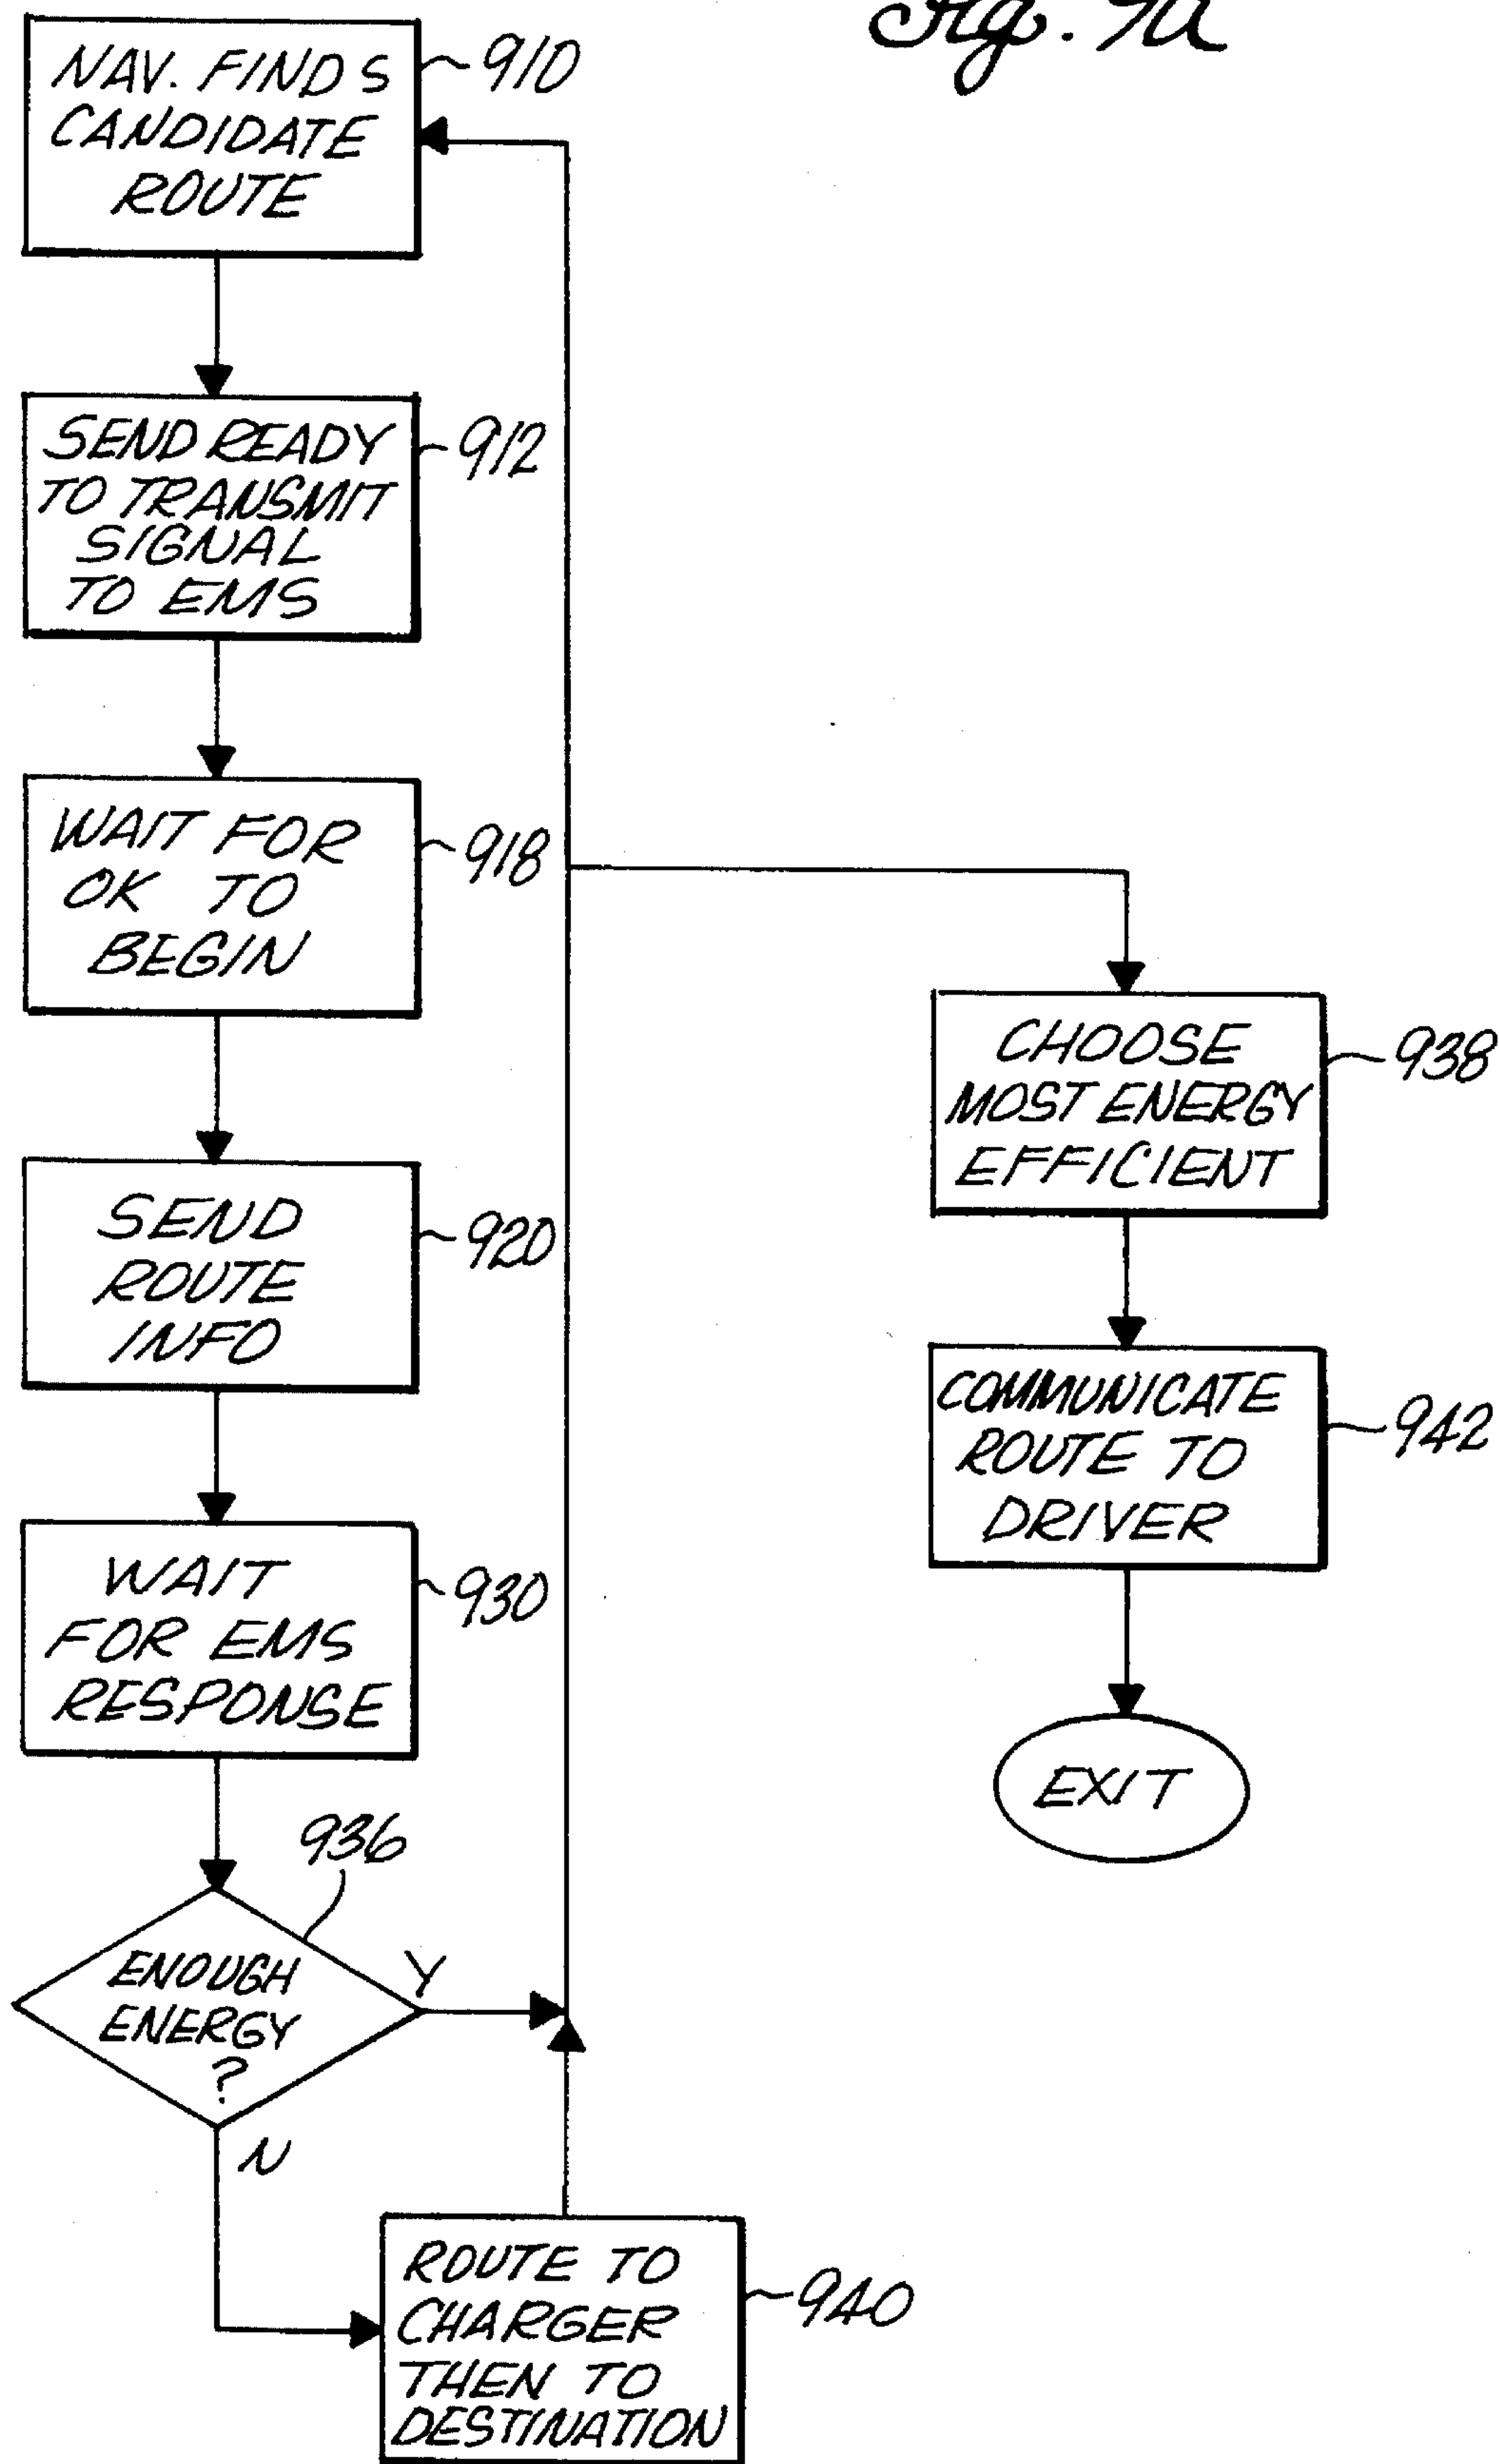 Fig. 9a
NAV. FINDS
CANDIDATE
ROUTE
910
SEND READY
TO TRANSMIT
SIGNAL
TO EMS
912
WAIT FOR
OK TO
BEGIN
918
SEND
ROUTE
INFO
920
WAIT
FOR EMS
RESPONSE
930
936
ENOUGH
ENERGY
?
Y
N
ROUTE TO
CHARGER
THEN TO
DESTINATION
940
CHOOSE
MOST ENERGY
EFFICIENT
938
COMMUNICATE
ROUTE TO
DRIVER
942
EXIT